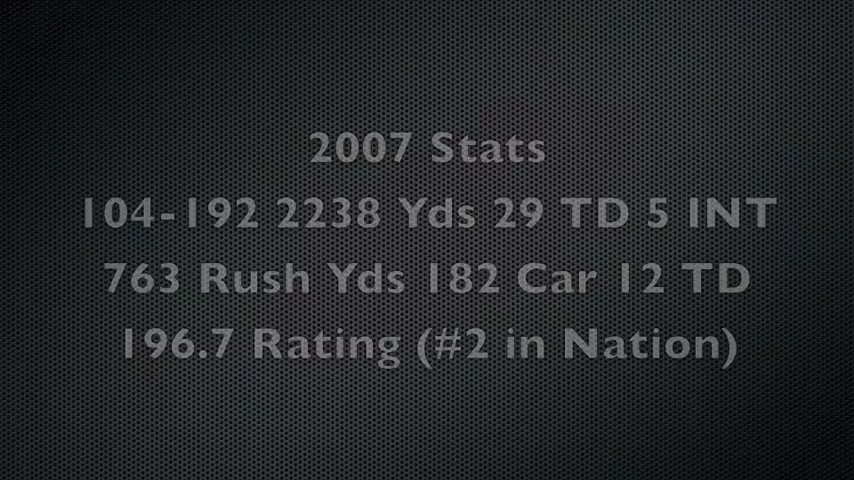 2007 Stats
104-192 2238 Yds 29 TD 5 INT
763 Rush Yds 182 Car 12 TD
196.7 Rating (#2 in Nation)